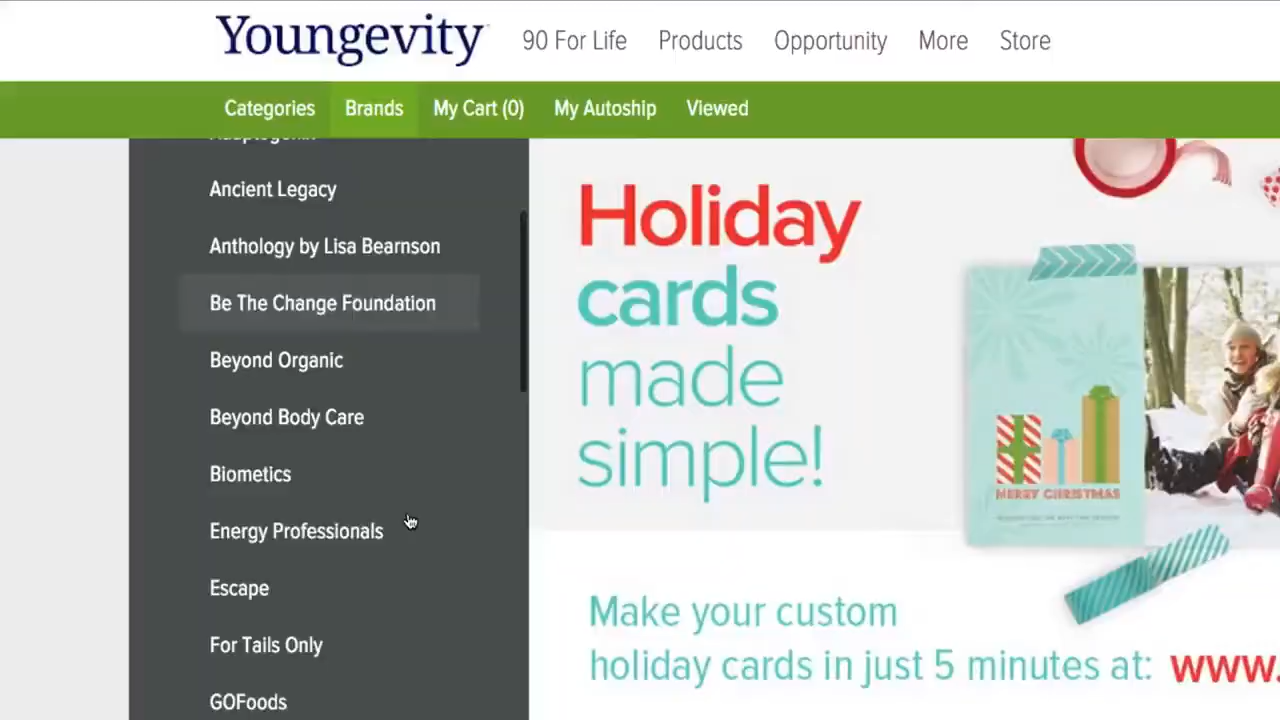 Youngevity
90 For Life
Products
Opportunity
More
Store
Categories
Brands
My Cart (0)
My Autoship
Viewed
Ancient Legacy
Anthology by Lisa Bearnson
Be The Change Foundation
Beyond Organic
Beyond Body Care
Biometics
Energy Professionals
Escape
For Tails Only
GOFoods
Holiday
cards
made
simple!
MERRY CHRISTMAS
Make your custom
holiday cards in just 5 minutes at: www.